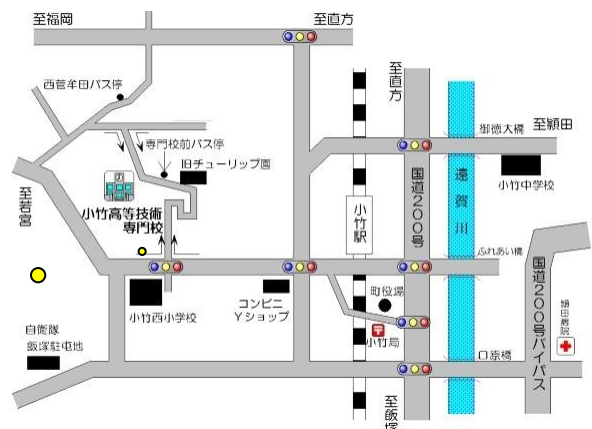 至福岡
至直方
至直方
西菅牟田バス停
御徳大橋
至頴田
専門校前バス停
旧チューリップ園
小竹中学校
至若宮
小竹高等技術
専門校
小竹駅
国道200号
遠賀川
ふれあい橋
国道200号バイパス
町役場
頴田病院
小竹西小学校
コンビニ
Yショップ
自衛隊
飯塚駐屯地
〒
小竹局
口原橋
至飯塚